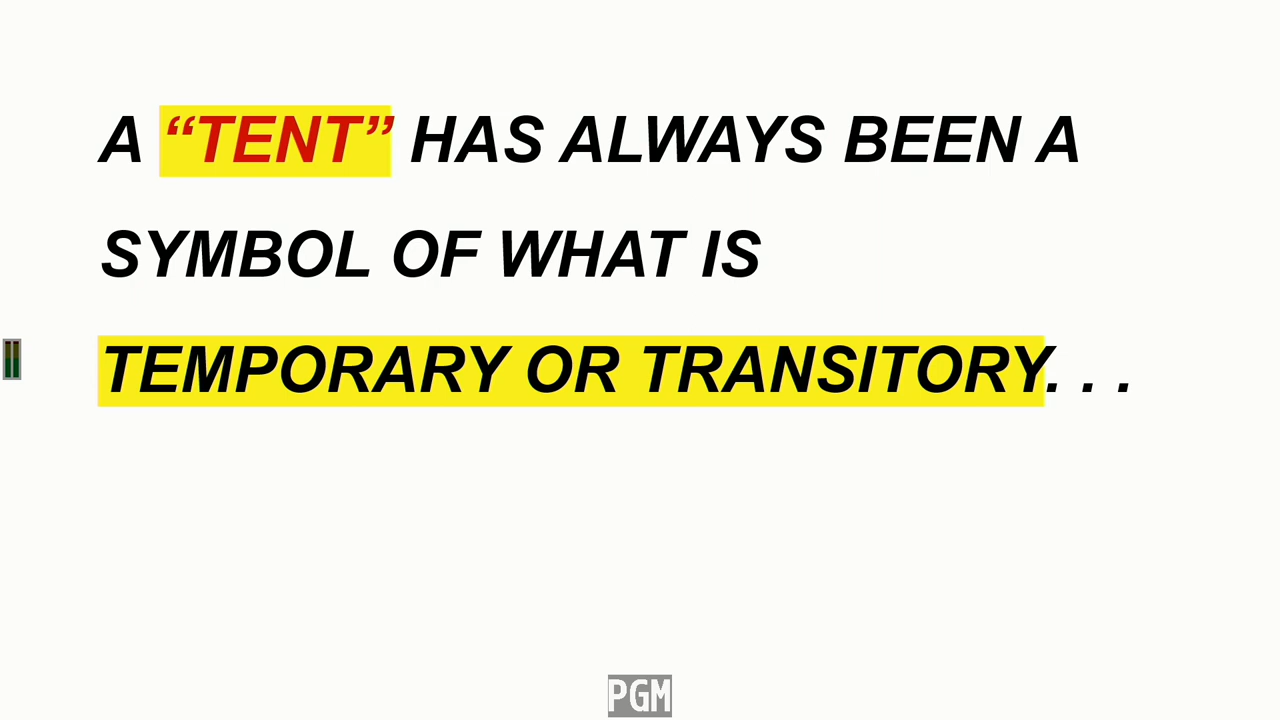 A “TENT” HAS ALWAYS BEEN A
SYMBOL OF WHAT IS
TEMPORARY OR TRANSITORY. . .
PGM